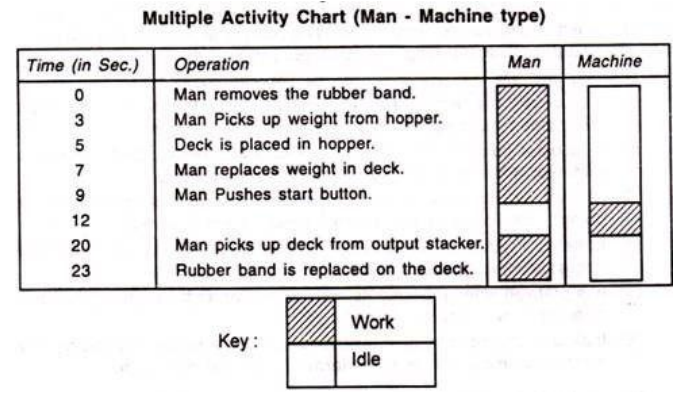 Multiple Activity Chart (Man - Machine type)
Time (in Sec.) Operation Man Machine
0 Man removes the rubber band.
3 Man Picks up weight from hopper.
5 Deck is placed in hopper.
7 Man replaces weight in deck.
9 Man Pushes start button.
12
20 Man picks up deck from output stacker.
23 Rubber band is replaced on the deck.
Key : Work
Idle